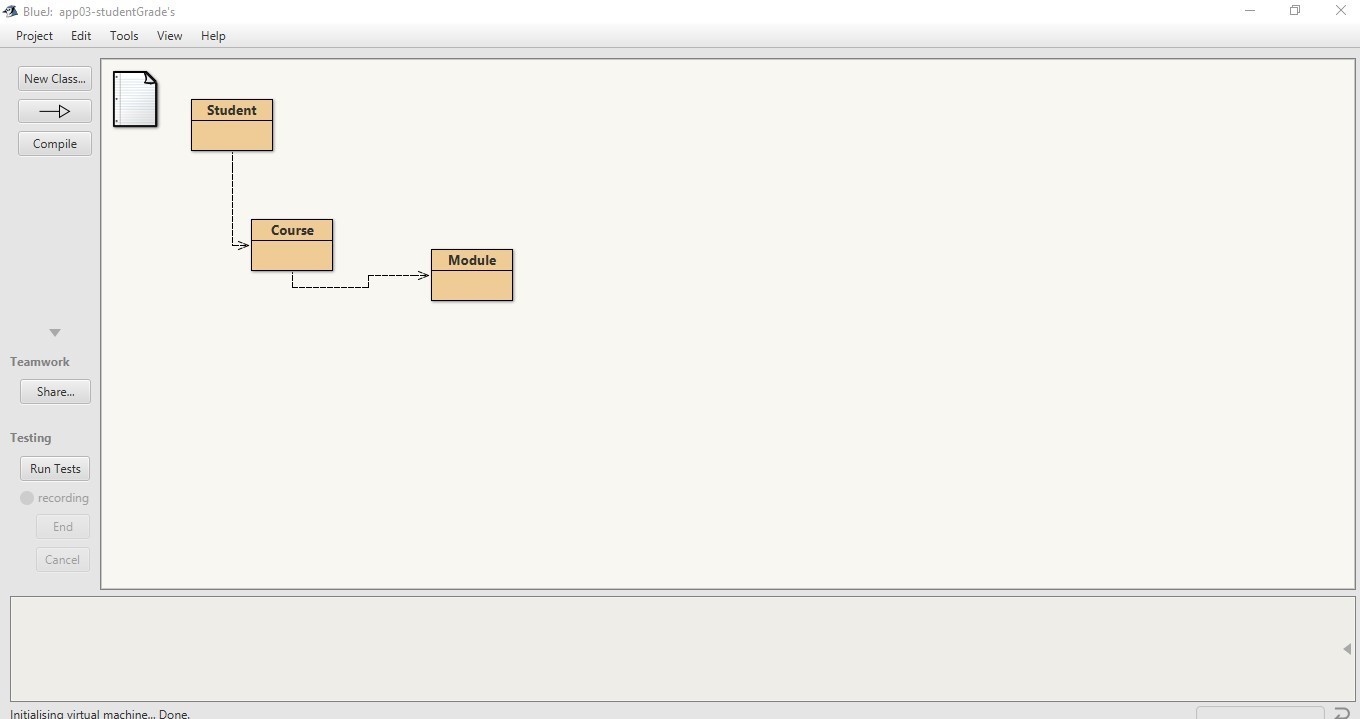 BlueJ: app03-studentGrade's
Project Edit Tools View Help
New Class...
Compile
Student
Course
Module
Teamwork
Share...
Testing
Run Tests
recording
End
Cancel
Initialising virtual machine... Done.